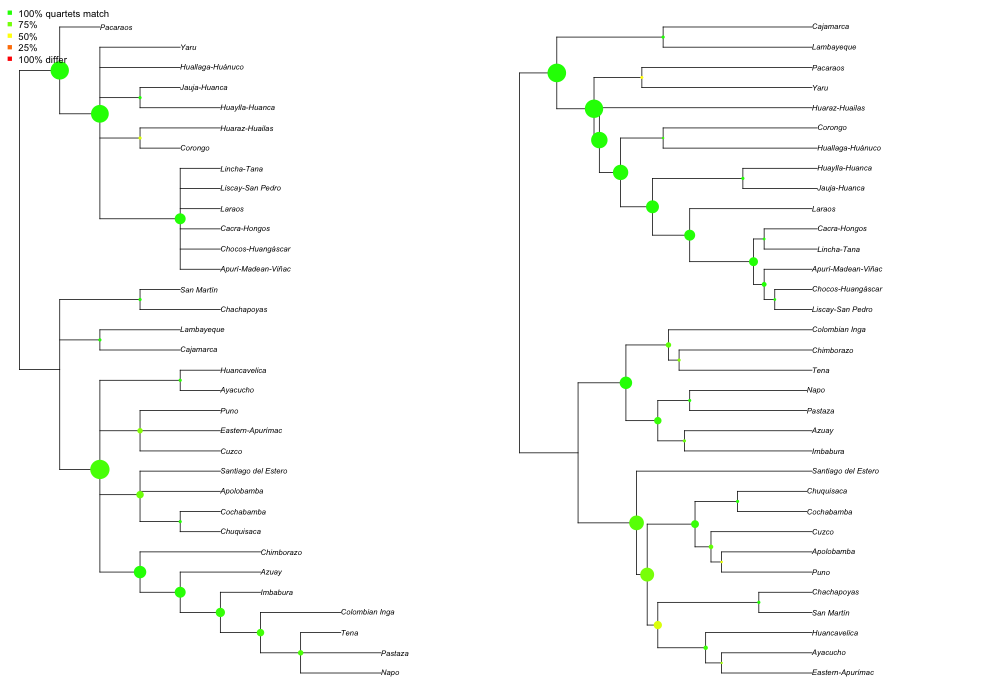 100% quartets match
75%
50%
25%
100% differ
Pacaraos
Yaru
Huallaga-Huánuco
Jauja-Huanca
Huaylla-Huanca
Huaraz-Huailas
Corongo
Lincha-Tana
Liscay-San Pedro
Laraos
Cacra-Hongos
Chocos-Huangáscar
Apurí-Madean-Viñac
San Martín
Chachapoyas
Lambayeque
Cajamarca
Huancavelica
Ayacucho
Puno
Eastern-Apurímac
Cuzco
Santiago del Estero
Apolobamba
Cochabamba
Chuquisaca
Chimborazo
Azuay
Imbabura
Colombian Inga
Tena
Pastaza
Napo
Cajamarca
Lambayeque
Pacaraos
Yaru
Huaraz-Huailas
Corongo
Huallaga-Huánuco
Huaylla-Huanca
Jauja-Huanca
Laraos
Cacra-Hongos
Lincha-Tana
Apurí-Madean-Viñac
Chocos-Huangáscar
Liscay-San Pedro
Colombian Inga
Chimborazo
Tena
Napo
Pastaza
Azuay
Imbabura
Santiago del Estero
Chuquisaca
Cochabamba
Cuzco
Apolobamba
Puno
Chachapoyas
San Martín
Huancavelica
Ayacucho
Eastern-Apurímac